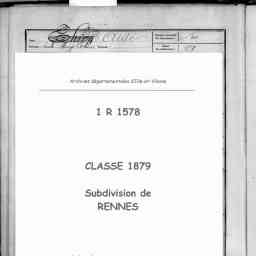 Archives départementales d'Ille-et-Vilaine
1 R 1578
CLASSE 1879
Subdivision de
RENNES